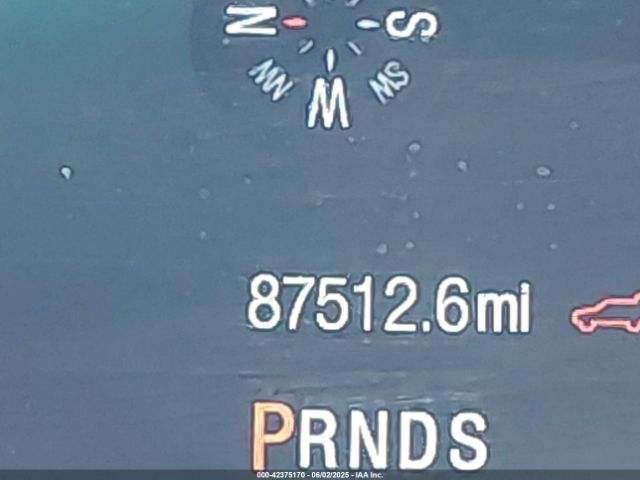 N S
NW SW
W
87512.6mi
PRNDS
000-42375170 - 06/02/2025 - IAA Inc.